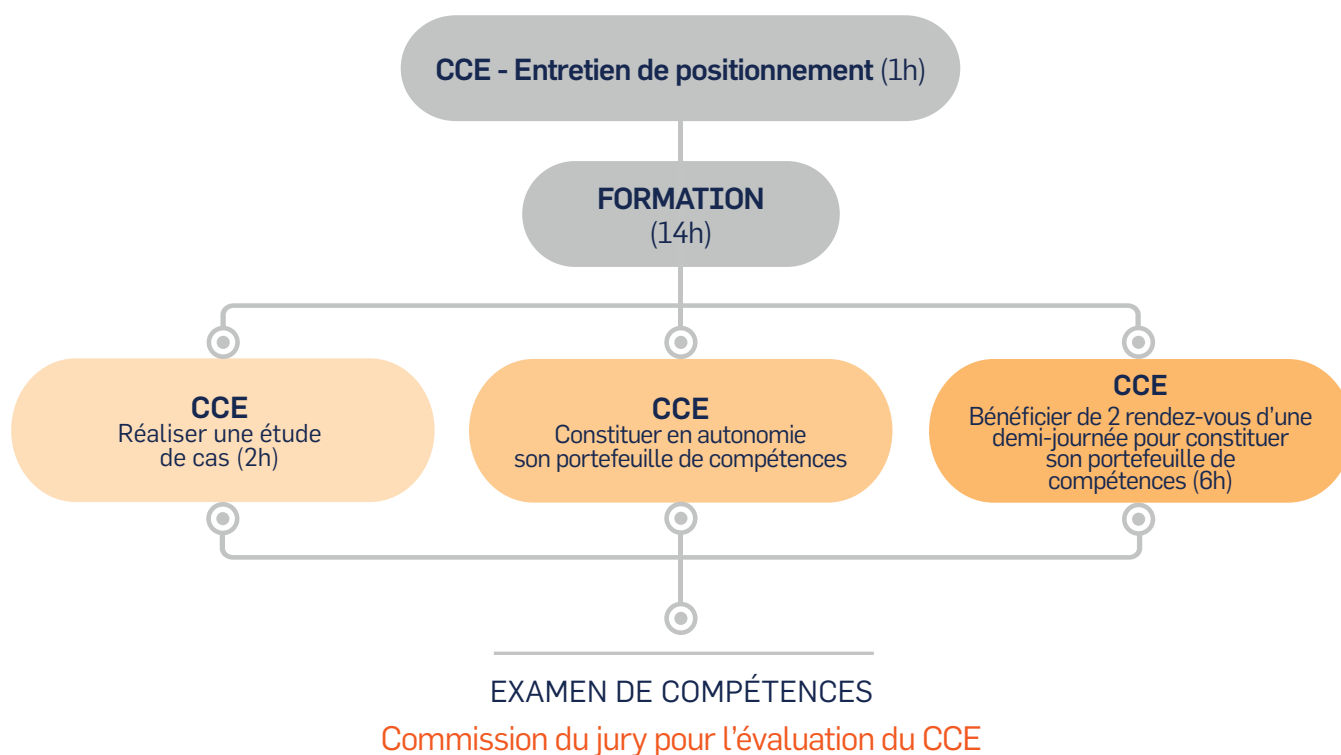 CCE - Entretien de positionnement (1h)
FORMATION
(14h)
CCE
Réaliser une étude
de cas (2h)
CCE
Constituer en autonomie
son portefeuille de compétences
CCE
Bénéficier de 2 rendez-vous d’une
demi-journée pour constituer
son portefeuille de
compétences (6h)
EXAMEN DE COMPÉTENCES
Commission du jury pour l’évaluation du CCE